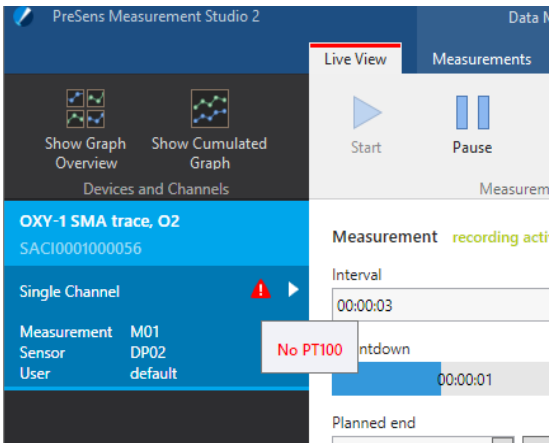 PreSens Measurement Studio 2
Data M
Live View
Measurements
Show Graph
Overview
Show Cumulated
Graph
Devices and Channels
Start
Pause
Measurem
OXY-1 SMA trace, O2
SACI0001000056
Single Channel
Measurement M01
Sensor DP02
User default
No PT100
Measurement recording acti
Interval
00:00:03
ntdown
00:00:01
Planned end